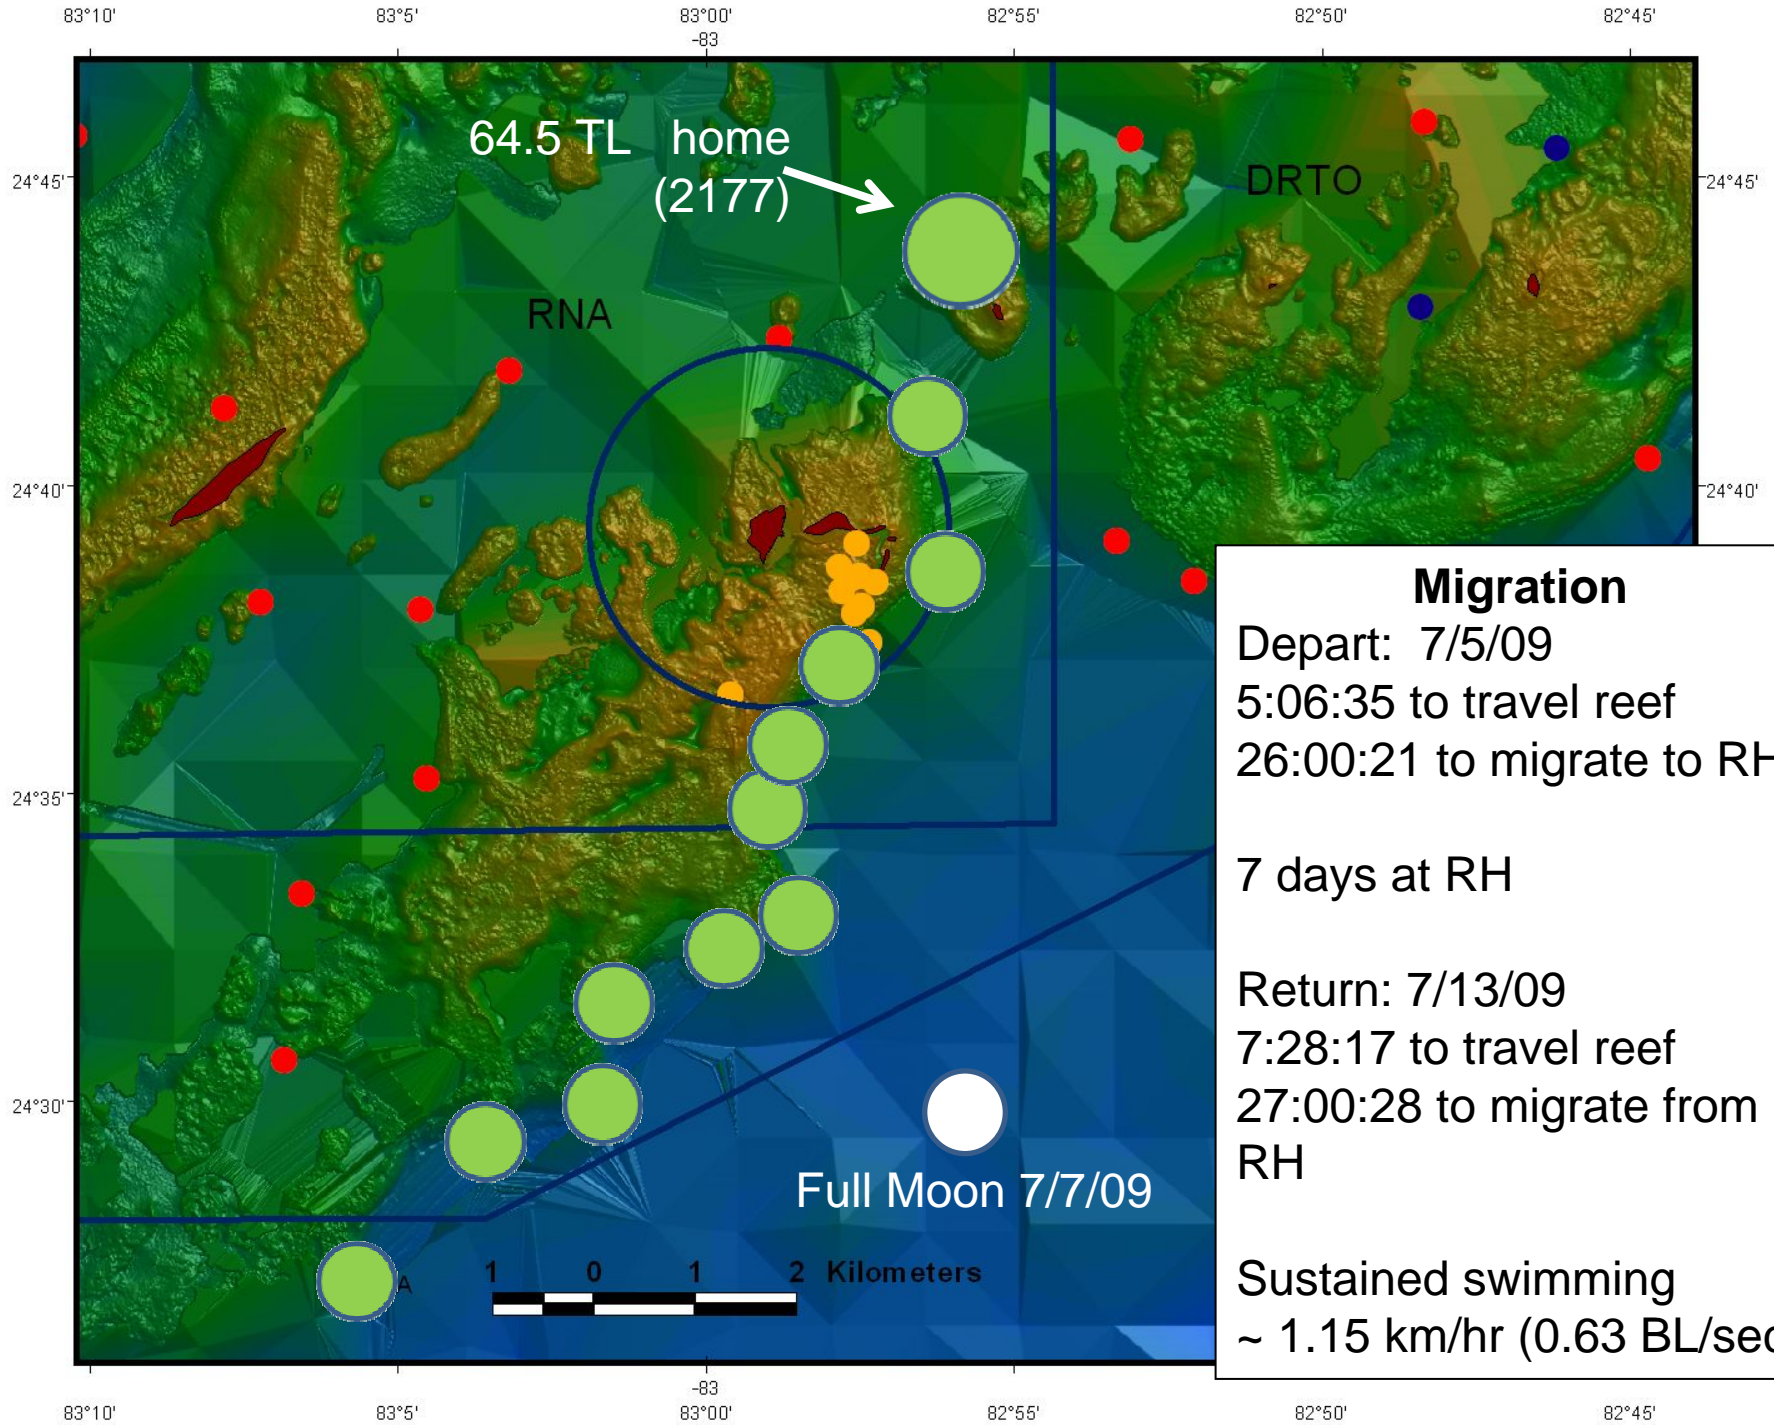 83°10' 83°5' 83°00' 82°55' 82°50' 82°45'
-83
64.5 TL home
(2177)
24°45' DRTO 24°45'
RNA
24°40' 24°40'
Migration
Depart: 7/5/09
5:06:35 to travel reef
26:00:21 to migrate to RH
24°35'
7 days at RH
Return: 7/13/09
7:28:17 to travel reef
24°30'
27:00:28 to migrate from
RH
Full Moon 7/7/09
A
1 0 1 2 Kilometers
Sustained swimming
~ 1.15 km/hr (0.63 BL/sec
-83
83°10' 83°5' 83°00' 82°55' 82°50' 82°45'